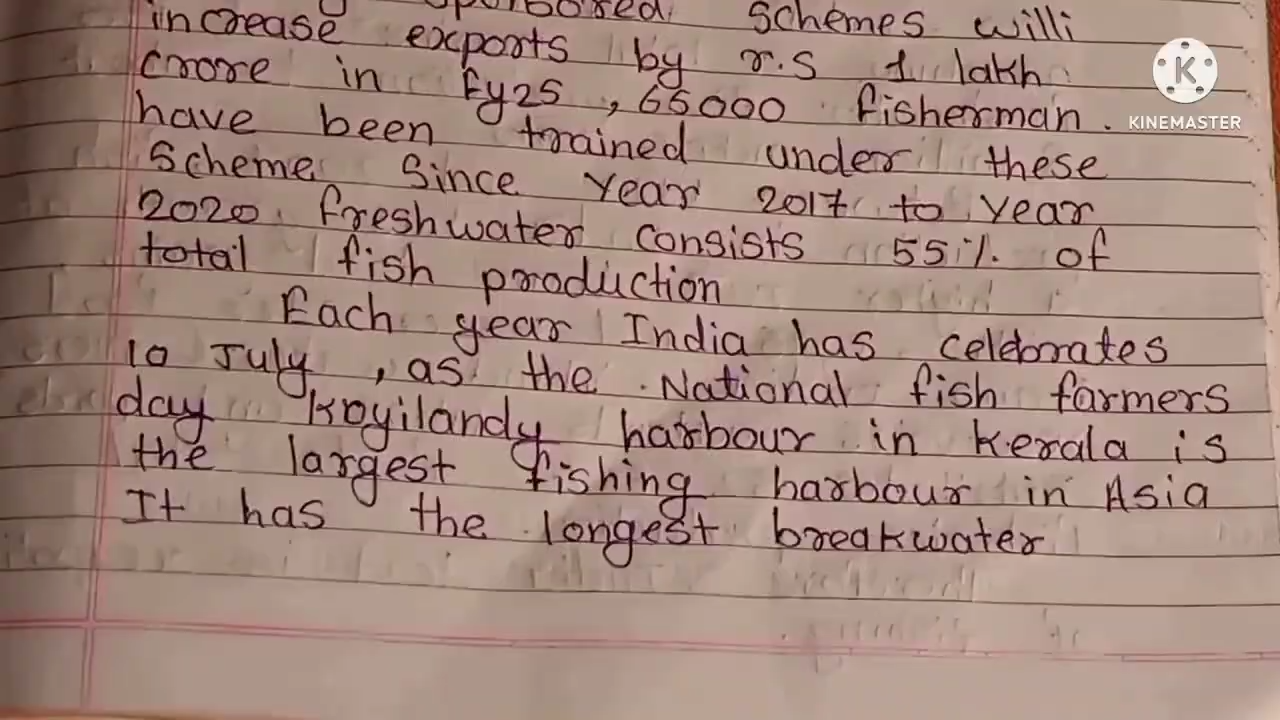 schemes willi
increase exports by r.s 1 lakh
crore in fy25 , 65000 fisherman .
have been trained under these
Scheme Since year 2017 to year
2020 freshwater consists 55% of
total fish production
Each year India has celebrates
10 July , as the National fish farmers
day koyilandy harbour in kerala is
the largest fishing harbour in Asia
It has the longest breakwater
K
KINEMASTER